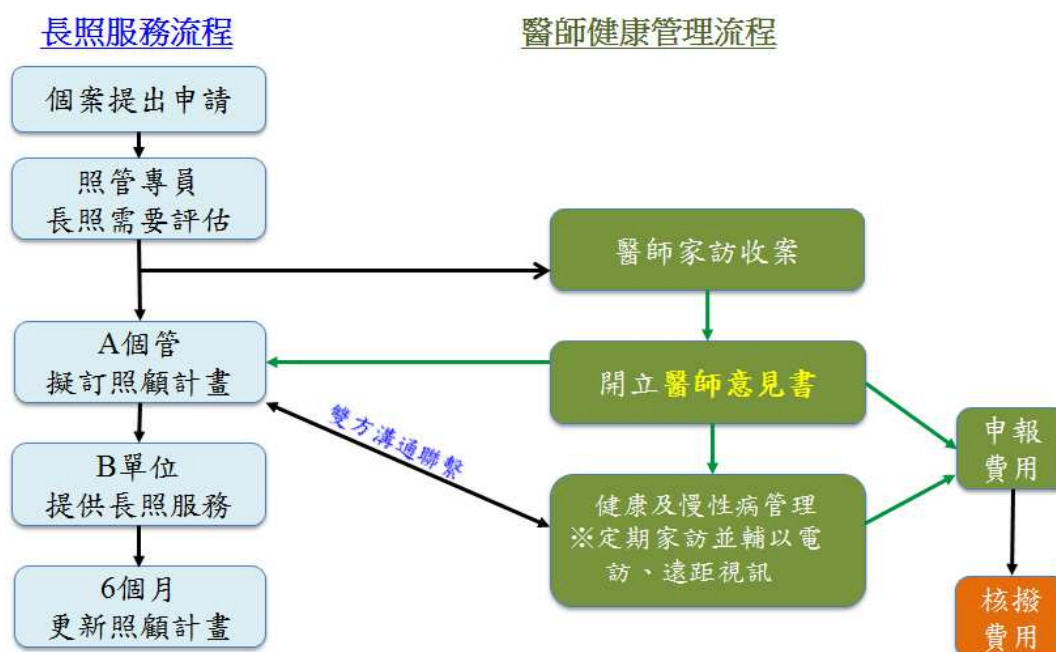 長照服務流程
醫師健康管理流程
個案提出申請
照管專員
長照需要評估
醫師家訪收案
A個管
擬訂照顧計畫
開立醫師意見書
雙方溝通聯繫
申報
費用
B單位
提供長照服務
健康及慢性病管理
※定期家訪並輔以電
訪、遠距視訊
6個月
更新照顧計畫
核撥
費用